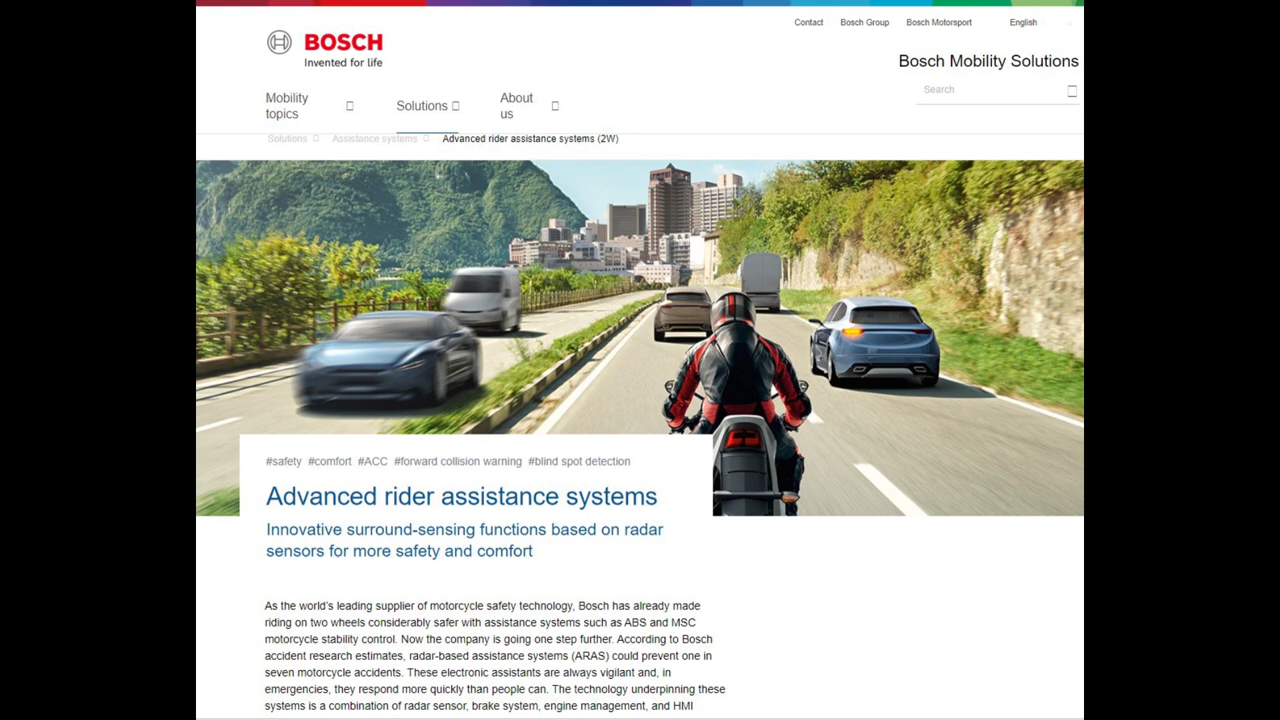 Contact Bosch Group Bosch Motorsport English
BOSCH
Invented for life
Bosch Mobility Solutions
Search
Mobility
topics
Solutions
About
us
Solutions Assistance systems Advanced rider assistance systems (2W)
#safety #comfort #ACC #forward collision warning #blind spot detection
Advanced rider assistance systems
Innovative surround-sensing functions based on radar
sensors for more safety and comfort
As the world's leading supplier of motorcycle safety technology, Bosch has already made
riding on two wheels considerably safer with assistance systems such as ABS and MSC
motorcycle stability control. Now the company is going one step further. According to Bosch
accident research estimates, radar-based assistance systems (ARAS) could prevent one in
seven motorcycle accidents. These electronic assistants are always vigilant and, in
emergencies, they respond more quickly than people can. The technology underpinning these
systems is a combination of radar sensor, brake system, engine management, and HMI